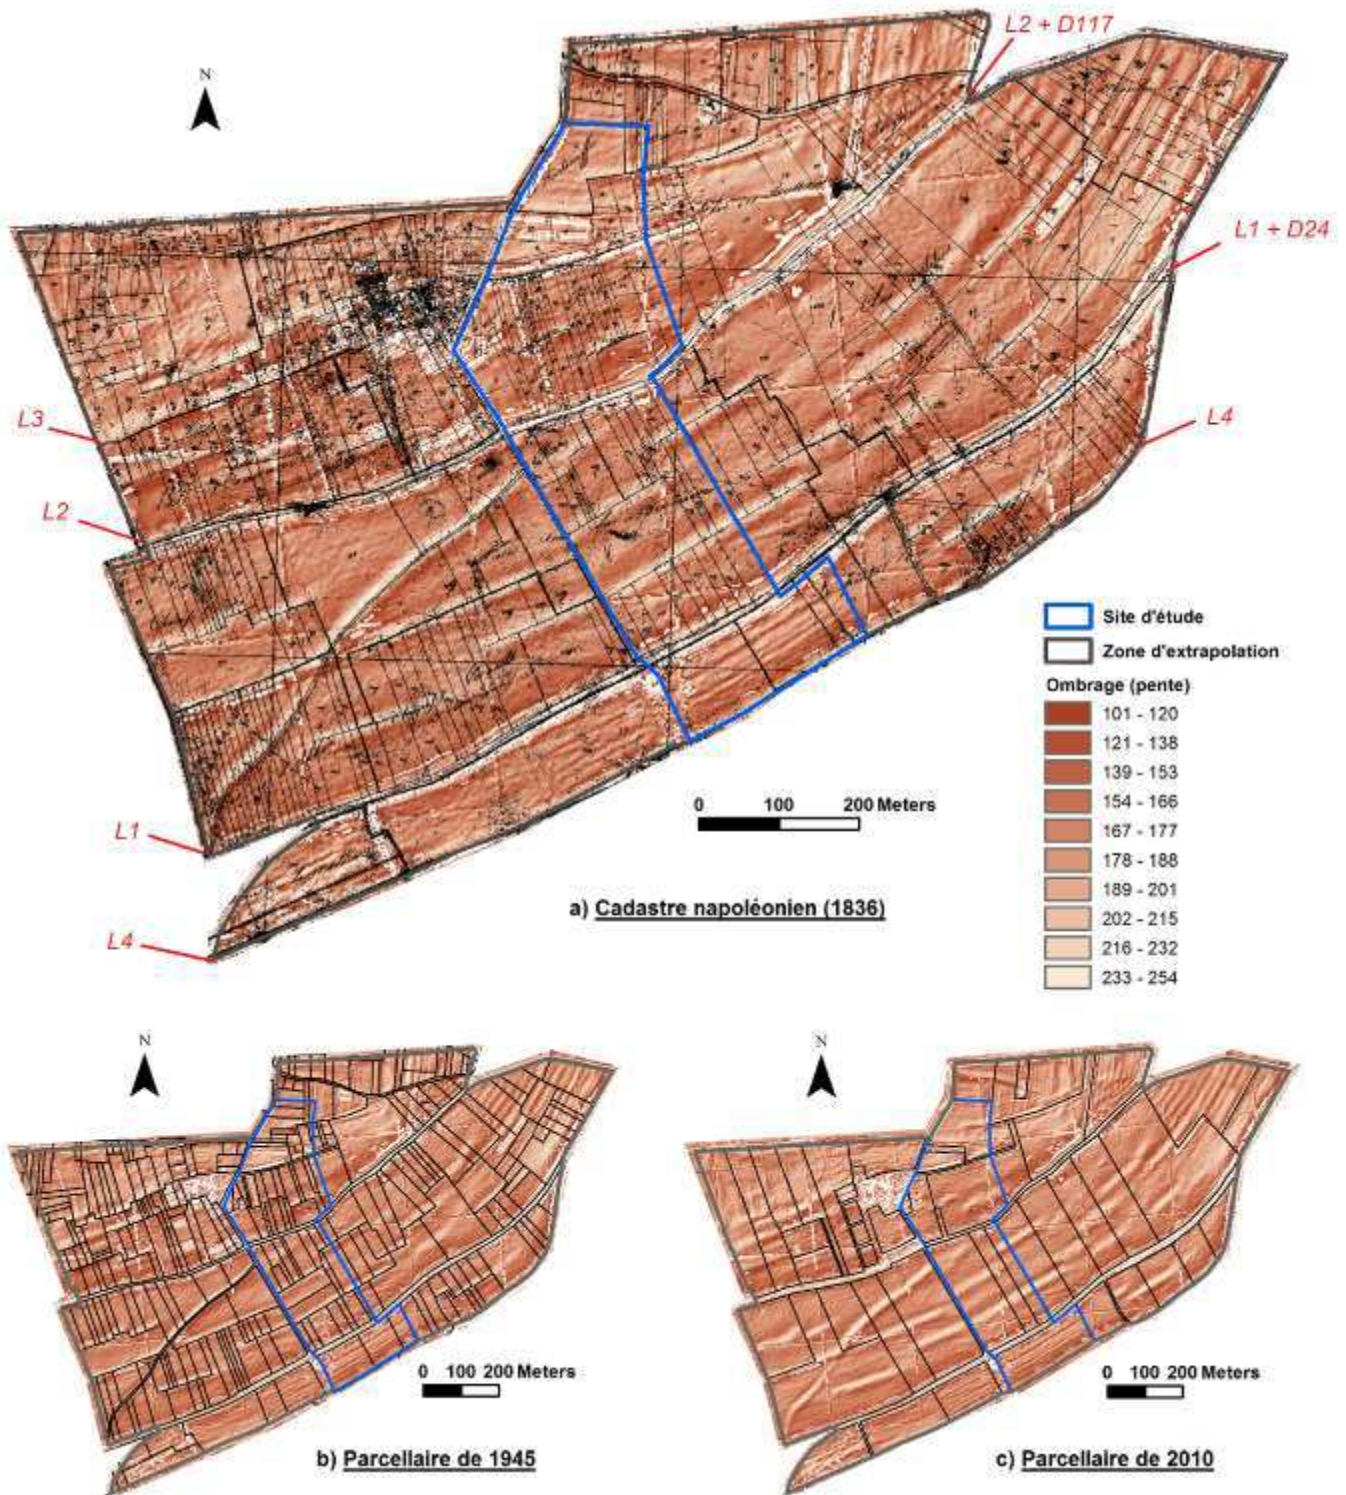 L2 + D117
N
L1 + D24
L3
L4
L2
Site d'étude
Zone d'extrapolation
Ombrage (pente)
101 - 120
121 - 138
139 - 153
154 - 166
167 - 177
178 - 188
189 - 201
202 - 215
216 - 232
233 - 254
0 100 200 Meters
L1
a) Cadastre napoléonien (1836)
L4
N
N
0 100 200 Meters
0 100 200 Meters
b) Parcellaire de 1945
c) Parcellaire de 2010